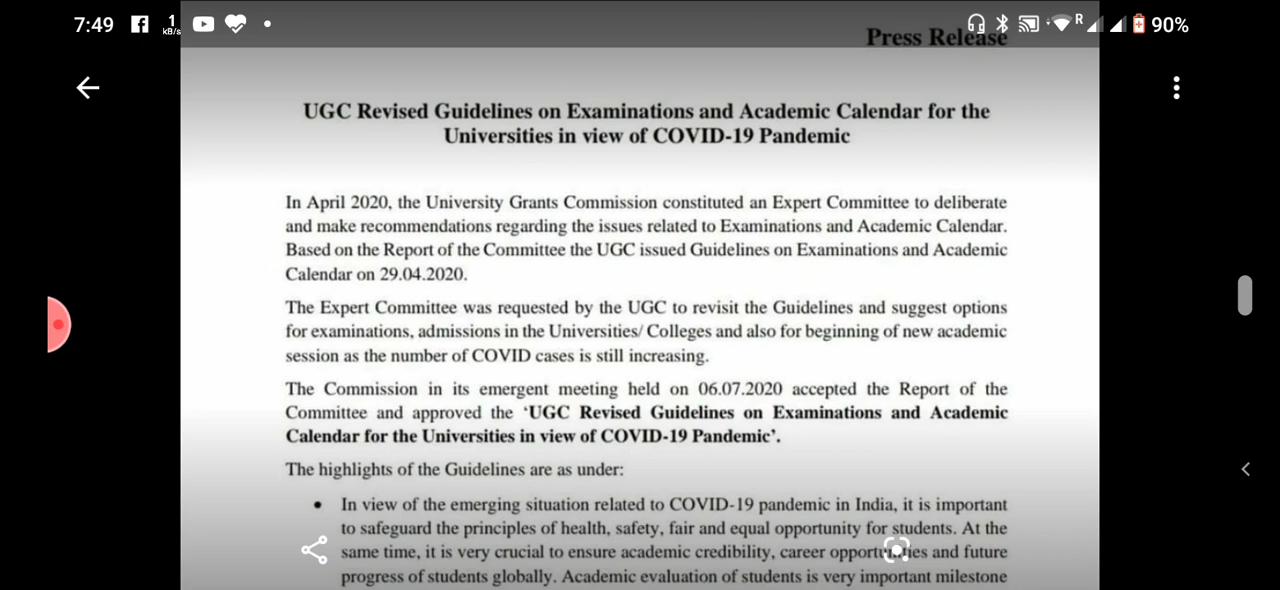 7:49 1 kB/s R 90%
Press Release
UGC Revised Guidelines on Examinations and Academic Calendar for the
Universities in view of COVID-19 Pandemic
In April 2020, the University Grants Commission constituted an Expert Committee to deliberate
and make recommendations regarding the issues related to Examinations and Academic Calendar.
Based on the Report of the Committee the UGC issued Guidelines on Examinations and Academic
Calendar on 29.04.2020.
The Expert Committee was requested by the UGC to revisit the Guidelines and suggest options
for examinations, admissions in the Universities/ Colleges and also for beginning of new academic
session as the number of COVID cases is still increasing.
The Commission in its emergent meeting held on 06.07.2020 accepted the Report of the
Committee and approved the ‘UGC Revised Guidelines on Examinations and Academic
Calendar for the Universities in view of COVID-19 Pandemic’.
The highlights of the Guidelines are as under:
• In view of the emerging situation related to COVID-19 pandemic in India, it is important
to safeguard the principles of health, safety, fair and equal opportunity for students. At the
same time, it is very crucial to ensure academic credibility, career opportunities and future
progress of students globally. Academic evaluation of students is very important milestone